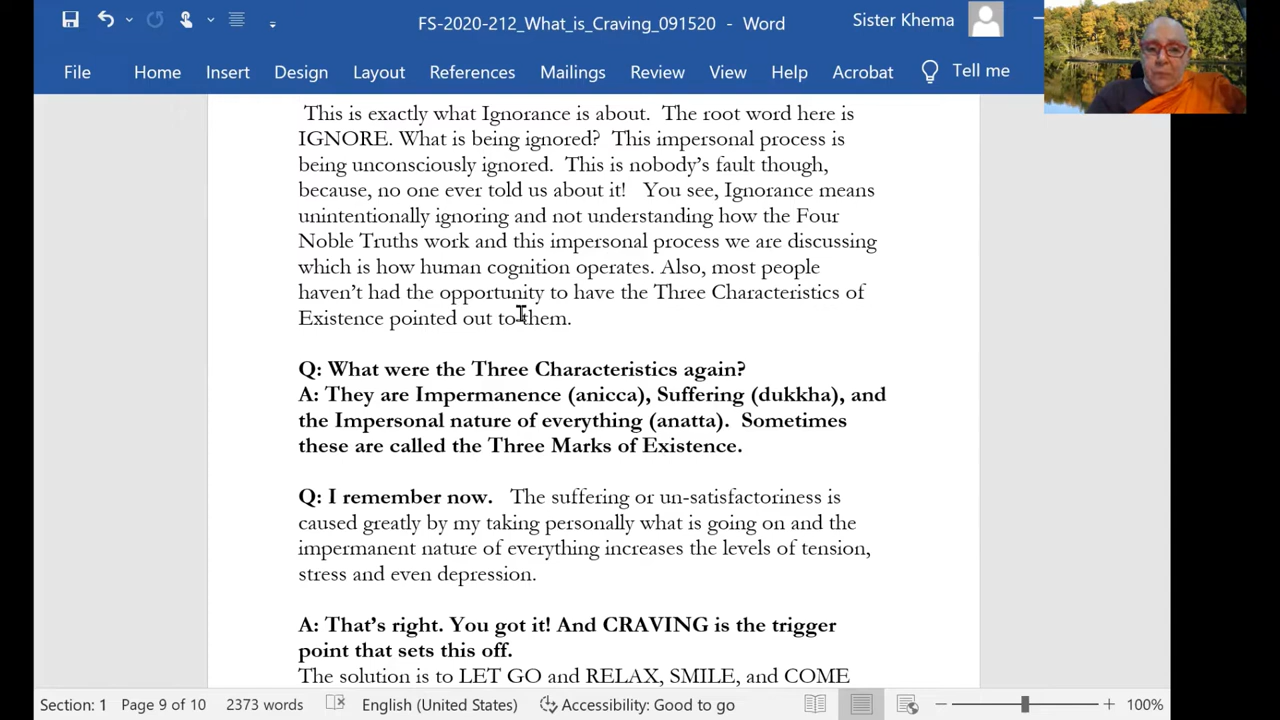 FS-2020-212_What_is_Craving_091520 - Word
Sister Khema
File Home Insert Design Layout References Mailings Review View Help Acrobat Tell me
This is exactly what Ignorance is about. The root word here is
IGNORE. What is being ignored? This impersonal process is
being unconsciously ignored. This is nobody’s fault though,
because, no one ever told us about it! You see, Ignorance means
unintentionally ignoring and not understanding how the Four
Noble Truths work and this impersonal process we are discussing
which is how human cognition operates. Also, most people
haven’t had the opportunity to have the Three Characteristics of
Existence pointed out to them.
Q: What were the Three Characteristics again?
A: They are Impermanence (anicca), Suffering (dukkha), and
the Impersonal nature of everything (anatta). Sometimes
these are called the Three Marks of Existence.
Q: I remember now. The suffering or un-satisfactoriness is
caused greatly by my taking personally what is going on and the
impermanent nature of everything increases the levels of tension,
stress and even depression.
A: That’s right. You got it! And CRAVING is the trigger
point that sets this off.
The solution is to LET GO and RELAX, SMILE, and COME
Section: 1 Page 9 of 10 2373 words English (United States) Accessibility: Good to go 100%